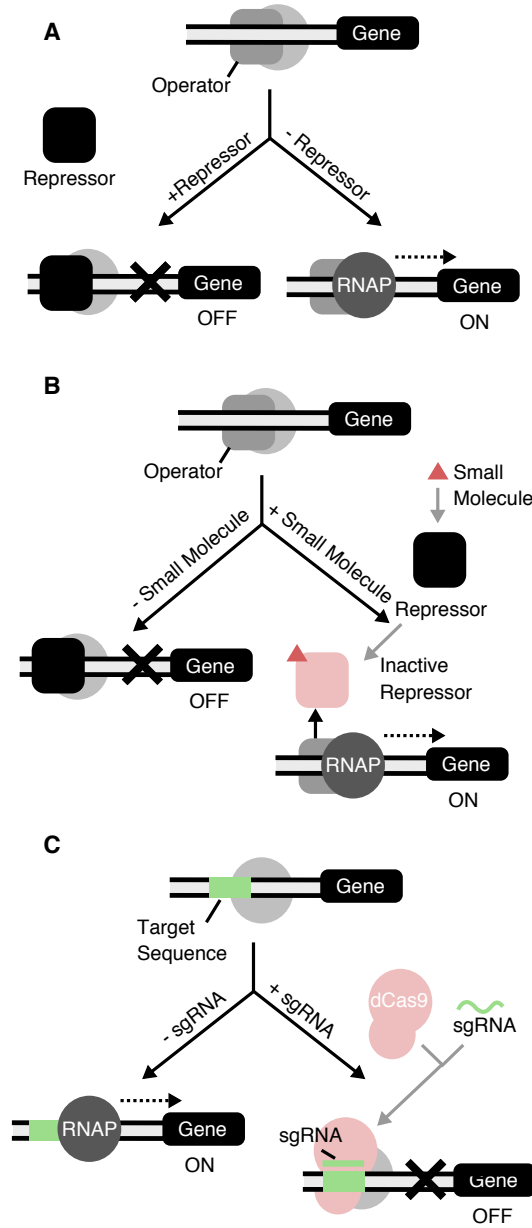 A
Gene
Operator
Repressor
+Repressor
- Repressor
Gene
OFF
RNAP
Gene
ON
B
Gene
Operator
Small
Molecule
- Small Molecule
+ Small Molecule
Repressor
Gene
OFF
Inactive
Repressor
RNAP
Gene
ON
C
Gene
Target
Sequence
- sgRNA
+ sgRNA
dCas9
sgRNA
RNAP
Gene
ON
sgRNA
Gene
OFF